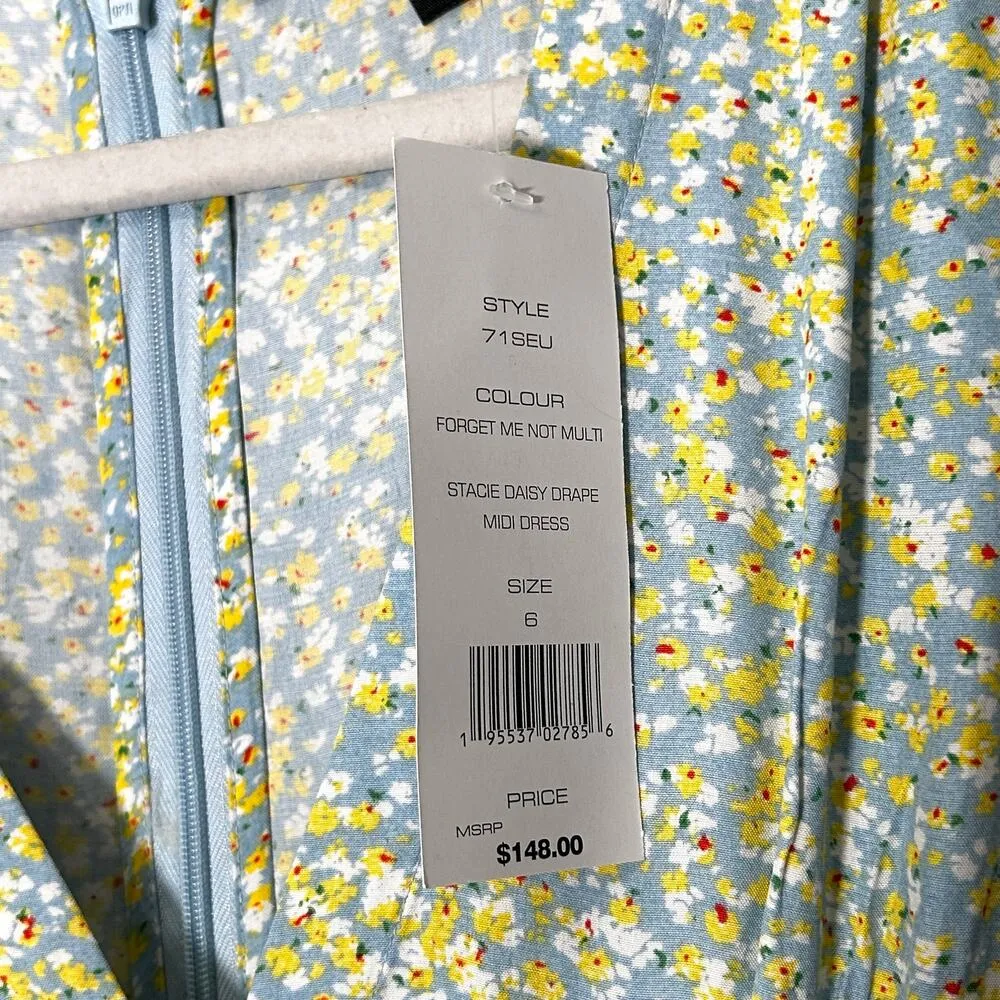 STYLE
71SEU
COLOUR
FORGET ME NOT MULTI
STACIE DAISY DRAPE
MIDI DRESS
SIZE
6
1 95537 02785 6
PRICE
MSRP
$148.00